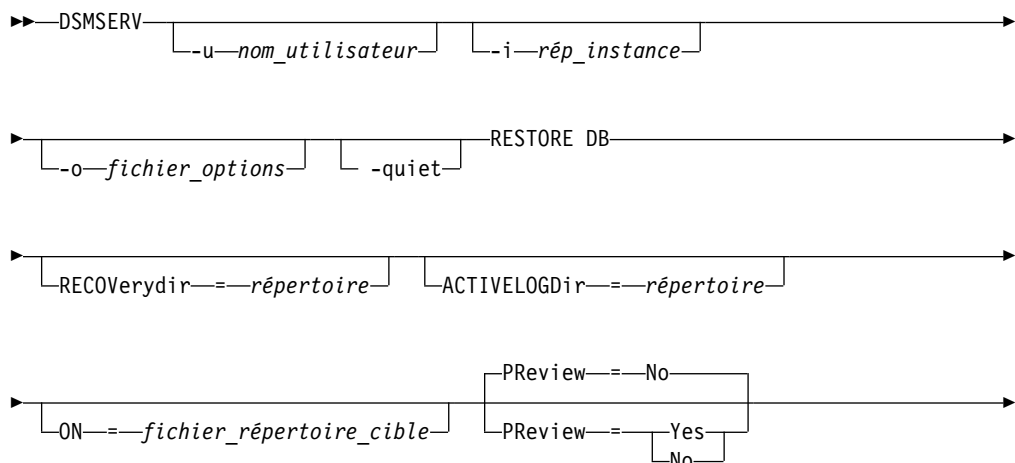 DSMSERV
-u nom_utilisateur -i rép_instance
-o fichier_options -quiet RESTORE DB
RECOVerydir = répertoire ACTIVELOGDir = répertoire
PReview = No
ON = fichier_répertoire_cible PReview = Yes
No